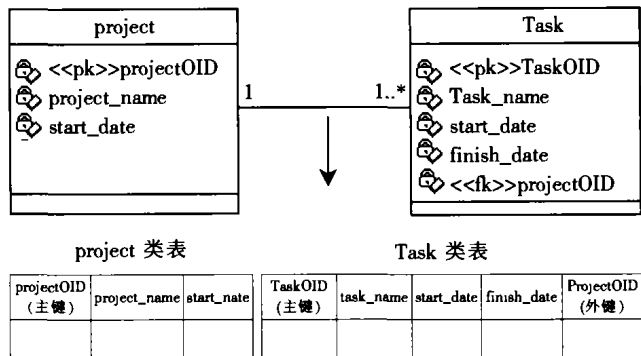 project
<<pk>>projectOID
project_name
start_date
1
1..*
Task
<<pk>>TaskOID
Task_name
start_date
finish_date
<<fk>>projectOID
project 类表
projectOID
(主键)
project_name
start_nate
Task 类表
TaskOID
(主键)
task_name
start_date
finish_date
ProjectOID
(外键)